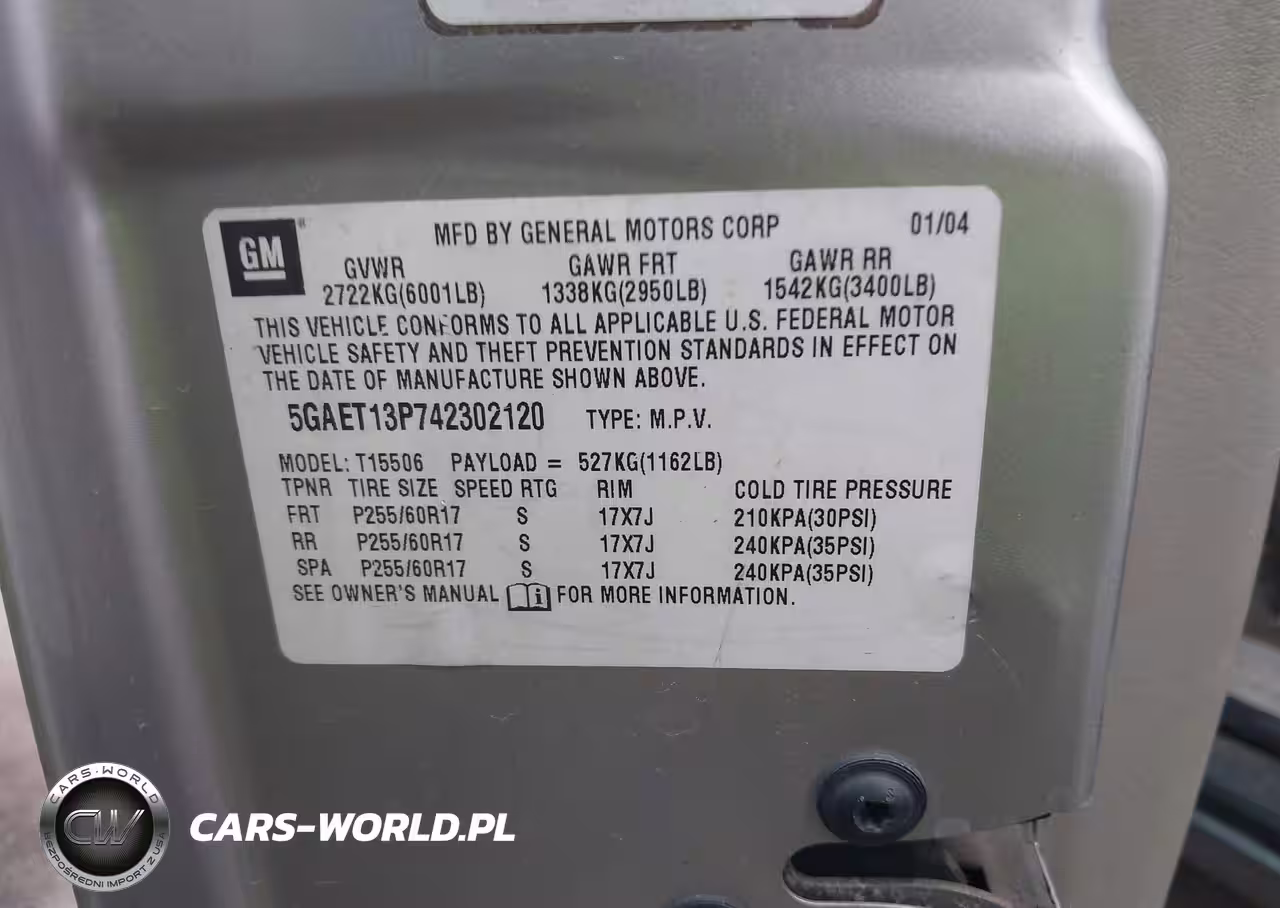 GM
MFD BY GENERAL MOTORS CORP 01/04
GVWR GAWR FRT GAWR RR
2722KG(6001LB) 1338KG(2950LB) 1542KG(3400LB)
THIS VEHICLE CONFORMS TO ALL APPLICABLE U.S. FEDERAL MOTOR
VEHICLE SAFETY AND THEFT PREVENTION STANDARDS IN EFFECT ON
THE DATE OF MANUFACTURE SHOWN ABOVE.
5GAET13P742302120 TYPE: M.P.V.
MODEL: T15506 PAYLOAD = 527KG(1162LB)
TPNR TIRE SIZE SPEED RTG RIM COLD TIRE PRESSURE
FRT P255/60R17 S 17X7J 210KPA(30PSI)
RR P255/60R17 S 17X7J 240KPA(35PSI)
SPA P255/60R17 S 17X7J 240KPA(35PSI)
SEE OWNER'S MANUAL i FOR MORE INFORMATION.
CARS-WORLD
CW
BEZPOŚREDNI IMPORT Z USA
CARS-WORLD.PL